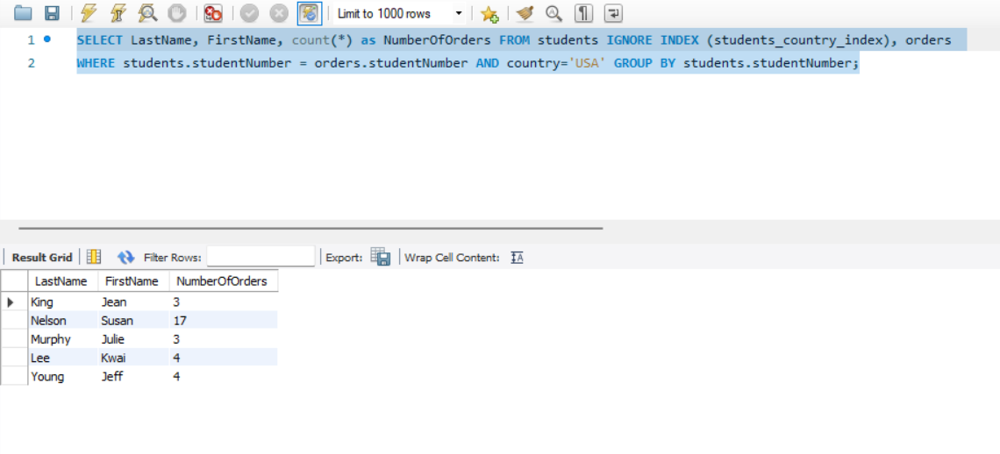 Limit to 1000 rows
1 SELECT LastName, FirstName, count(*) as NumberOfOrders FROM students IGNORE INDEX (students_country_index), orders
2 WHERE students.studentNumber = orders.studentNumber AND country='USA' GROUP BY students.studentNumber;
Result Grid Filter Rows: Export: Wrap Cell Content: IA
LastName FirstName NumberOfOrders
King Jean 3
Nelson Susan 17
Murphy Julie 3
Lee Kwai 4
Young Jeff 4